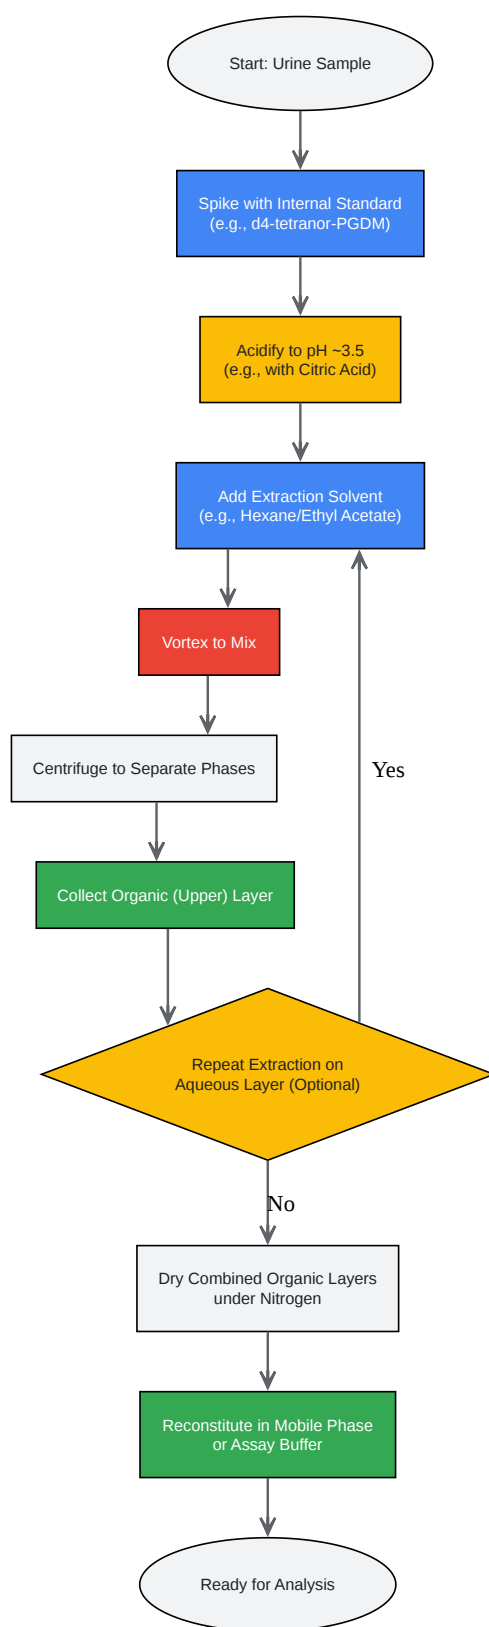 Start: Urine Sample
Spike with Internal Standard
(e.g., d4-tetranor-PGDM)
Acidify to pH ~3.5
(e.g., with Citric Acid)
Add Extraction Solvent
(e.g., Hexane/Ethyl Acetate)
Vortex to Mix
Centrifuge to Separate Phases
Yes
Collect Organic (Upper) Layer
Repeat Extraction on
Aqueous Layer (Optional)
No
Dry Combined Organic Layers
under Nitrogen
Reconstitute in Mobile Phase
or Assay Buffer
Ready for Analysis